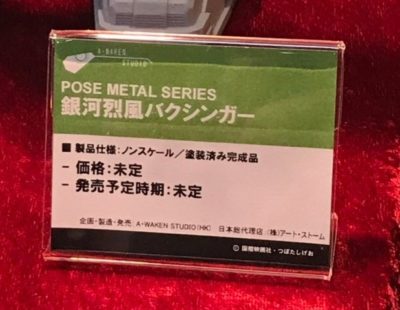 A-WAKEN
STUDIO
POSE METAL SERIES
銀河烈風バクシンガー
■ 製品仕様:ノンスケール/塗装済み完成品
- 価格:未定
- 発売予定時期:未定
企画・製造・発売 A-WAKEN STUDIO(HK) 日本総代理店 (株)アート・ストーム
© 国際映画社・つぼたしげお